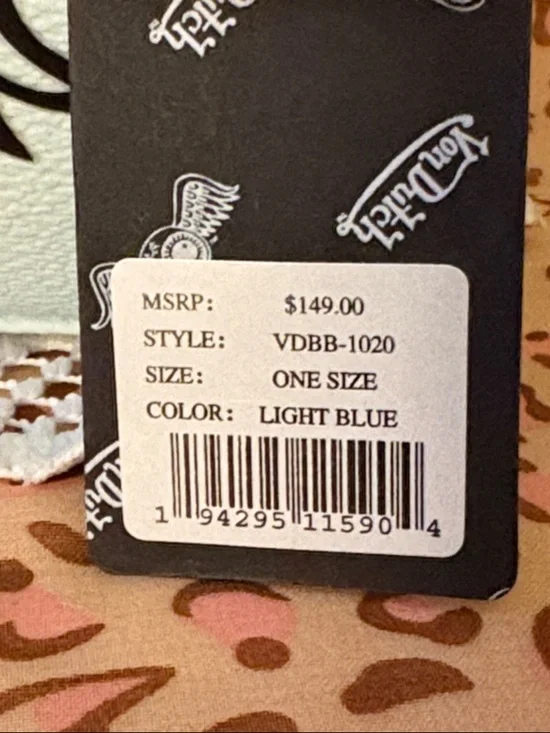 Von Dutch
Von Dutch
MSRP: $149.00
STYLE: VDBB-1020
SIZE: ONE SIZE
COLOR: LIGHT BLUE
1 94295 11590 4